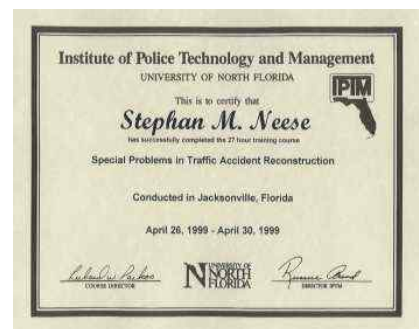 Institute of Police Technology and Management
UNIVERSITY OF NORTH FLORIDA
IPTM
This is to certify that
Stephan M. Neese
has successfully completed the 27 hour training course
Special Problems in Traffic Accident Reconstruction
Conducted in Jacksonville, Florida
April 26, 1999 - April 30, 1999
COURSE DIRECTOR
UNIVERSITY OF
NORTH
FLORIDA
DIRECTOR IPTM